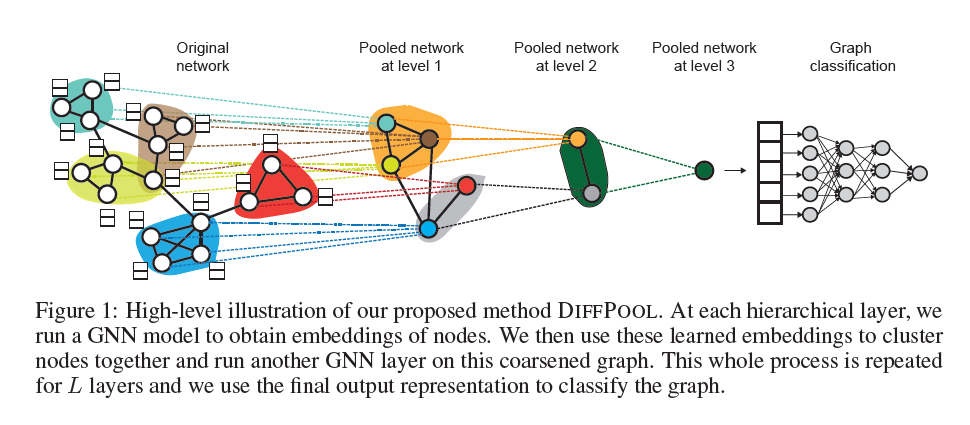 Original
network
Pooled network
at level 1
Pooled network
at level 2
Pooled network
at level 3
Graph
classification
Figure 1: High-level illustration of our proposed method DIFFPOOL. At each hierarchical layer, we
run a GNN model to obtain embeddings of nodes. We then use these learned embeddings to cluster
nodes together and run another GNN layer on this coarsened graph. This whole process is repeated
for L layers and we use the final output representation to classify the graph.